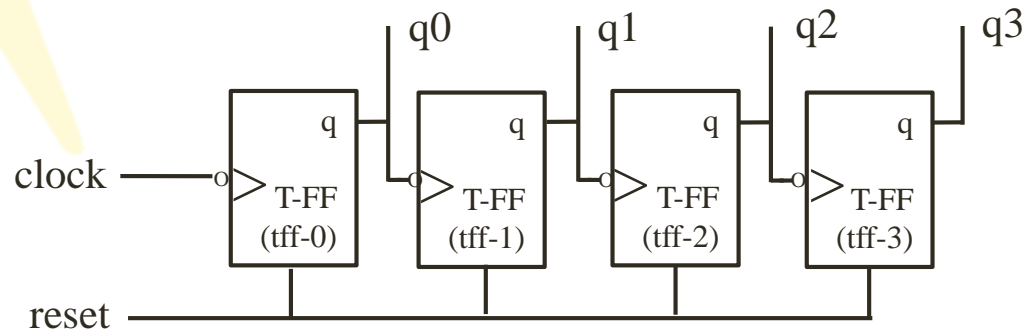 q0 q1 q2 q3
q q q q
clock
T-FF T-FF T-FF T-FF
(tff-0) (tff-1) (tff-2) (tff-3)
reset